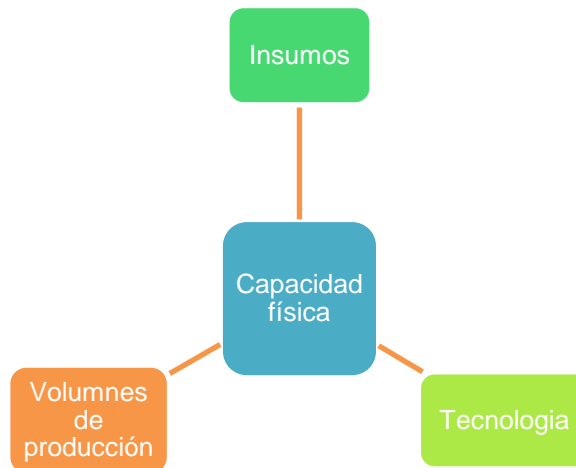 Insumos
Capacidad
física
Volumnes
de
producción
Tecnologia